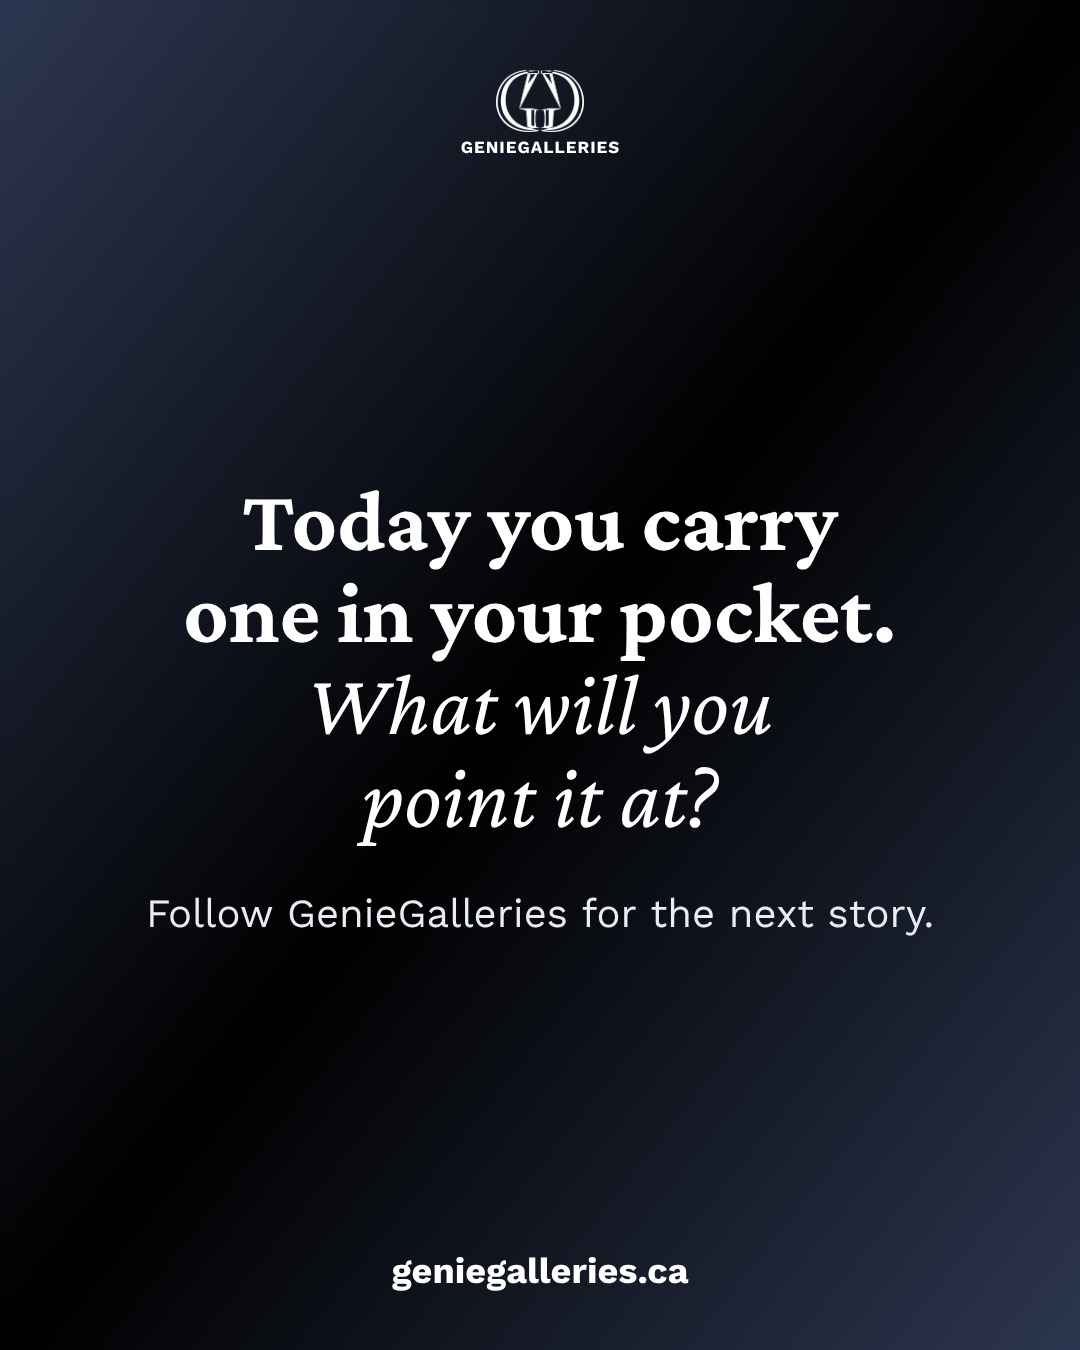 GENIEGALLERIES
Today you carry
one in your pocket.
What will you
point it at?
Follow GenieGalleries for the next story.
geniegalleries.ca